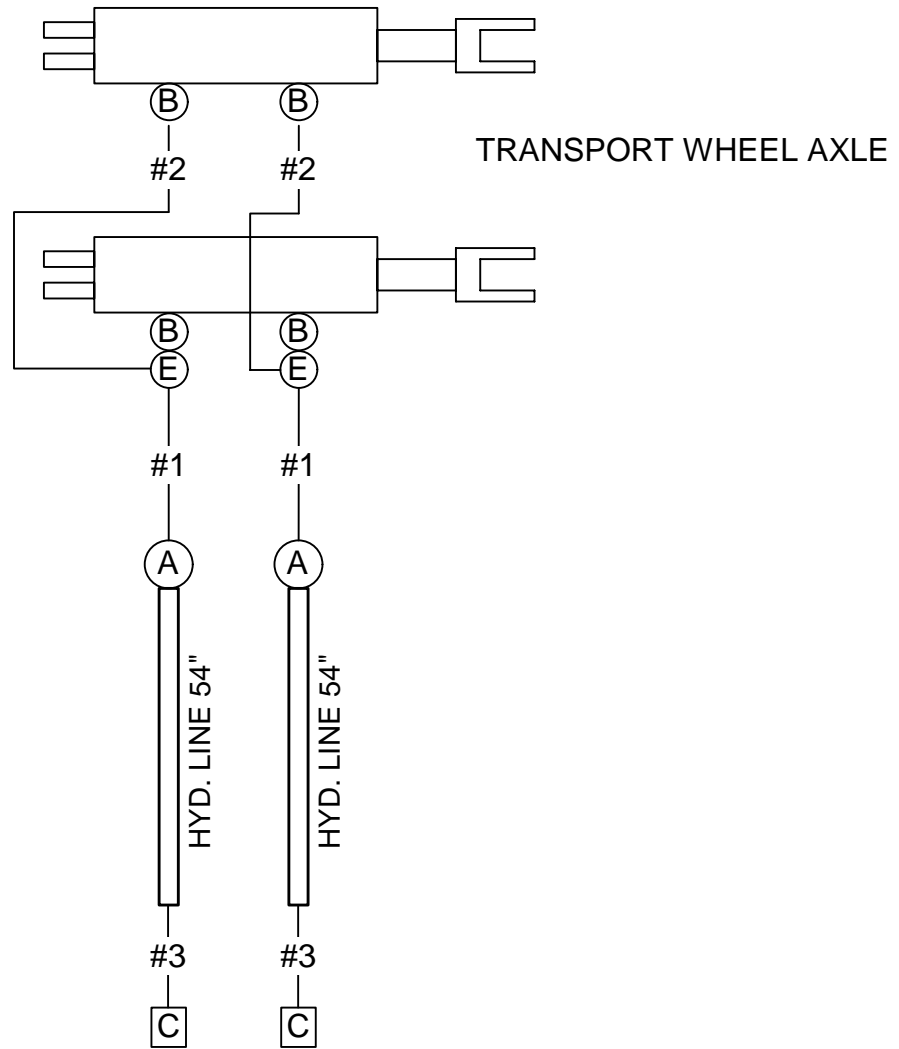 B B
TRANSPORT WHEEL AXLE
#2 #2
B B
E E
#1 #1
A A
HYD. LINE 54"
HYD. LINE 54"
#3 #3
C C